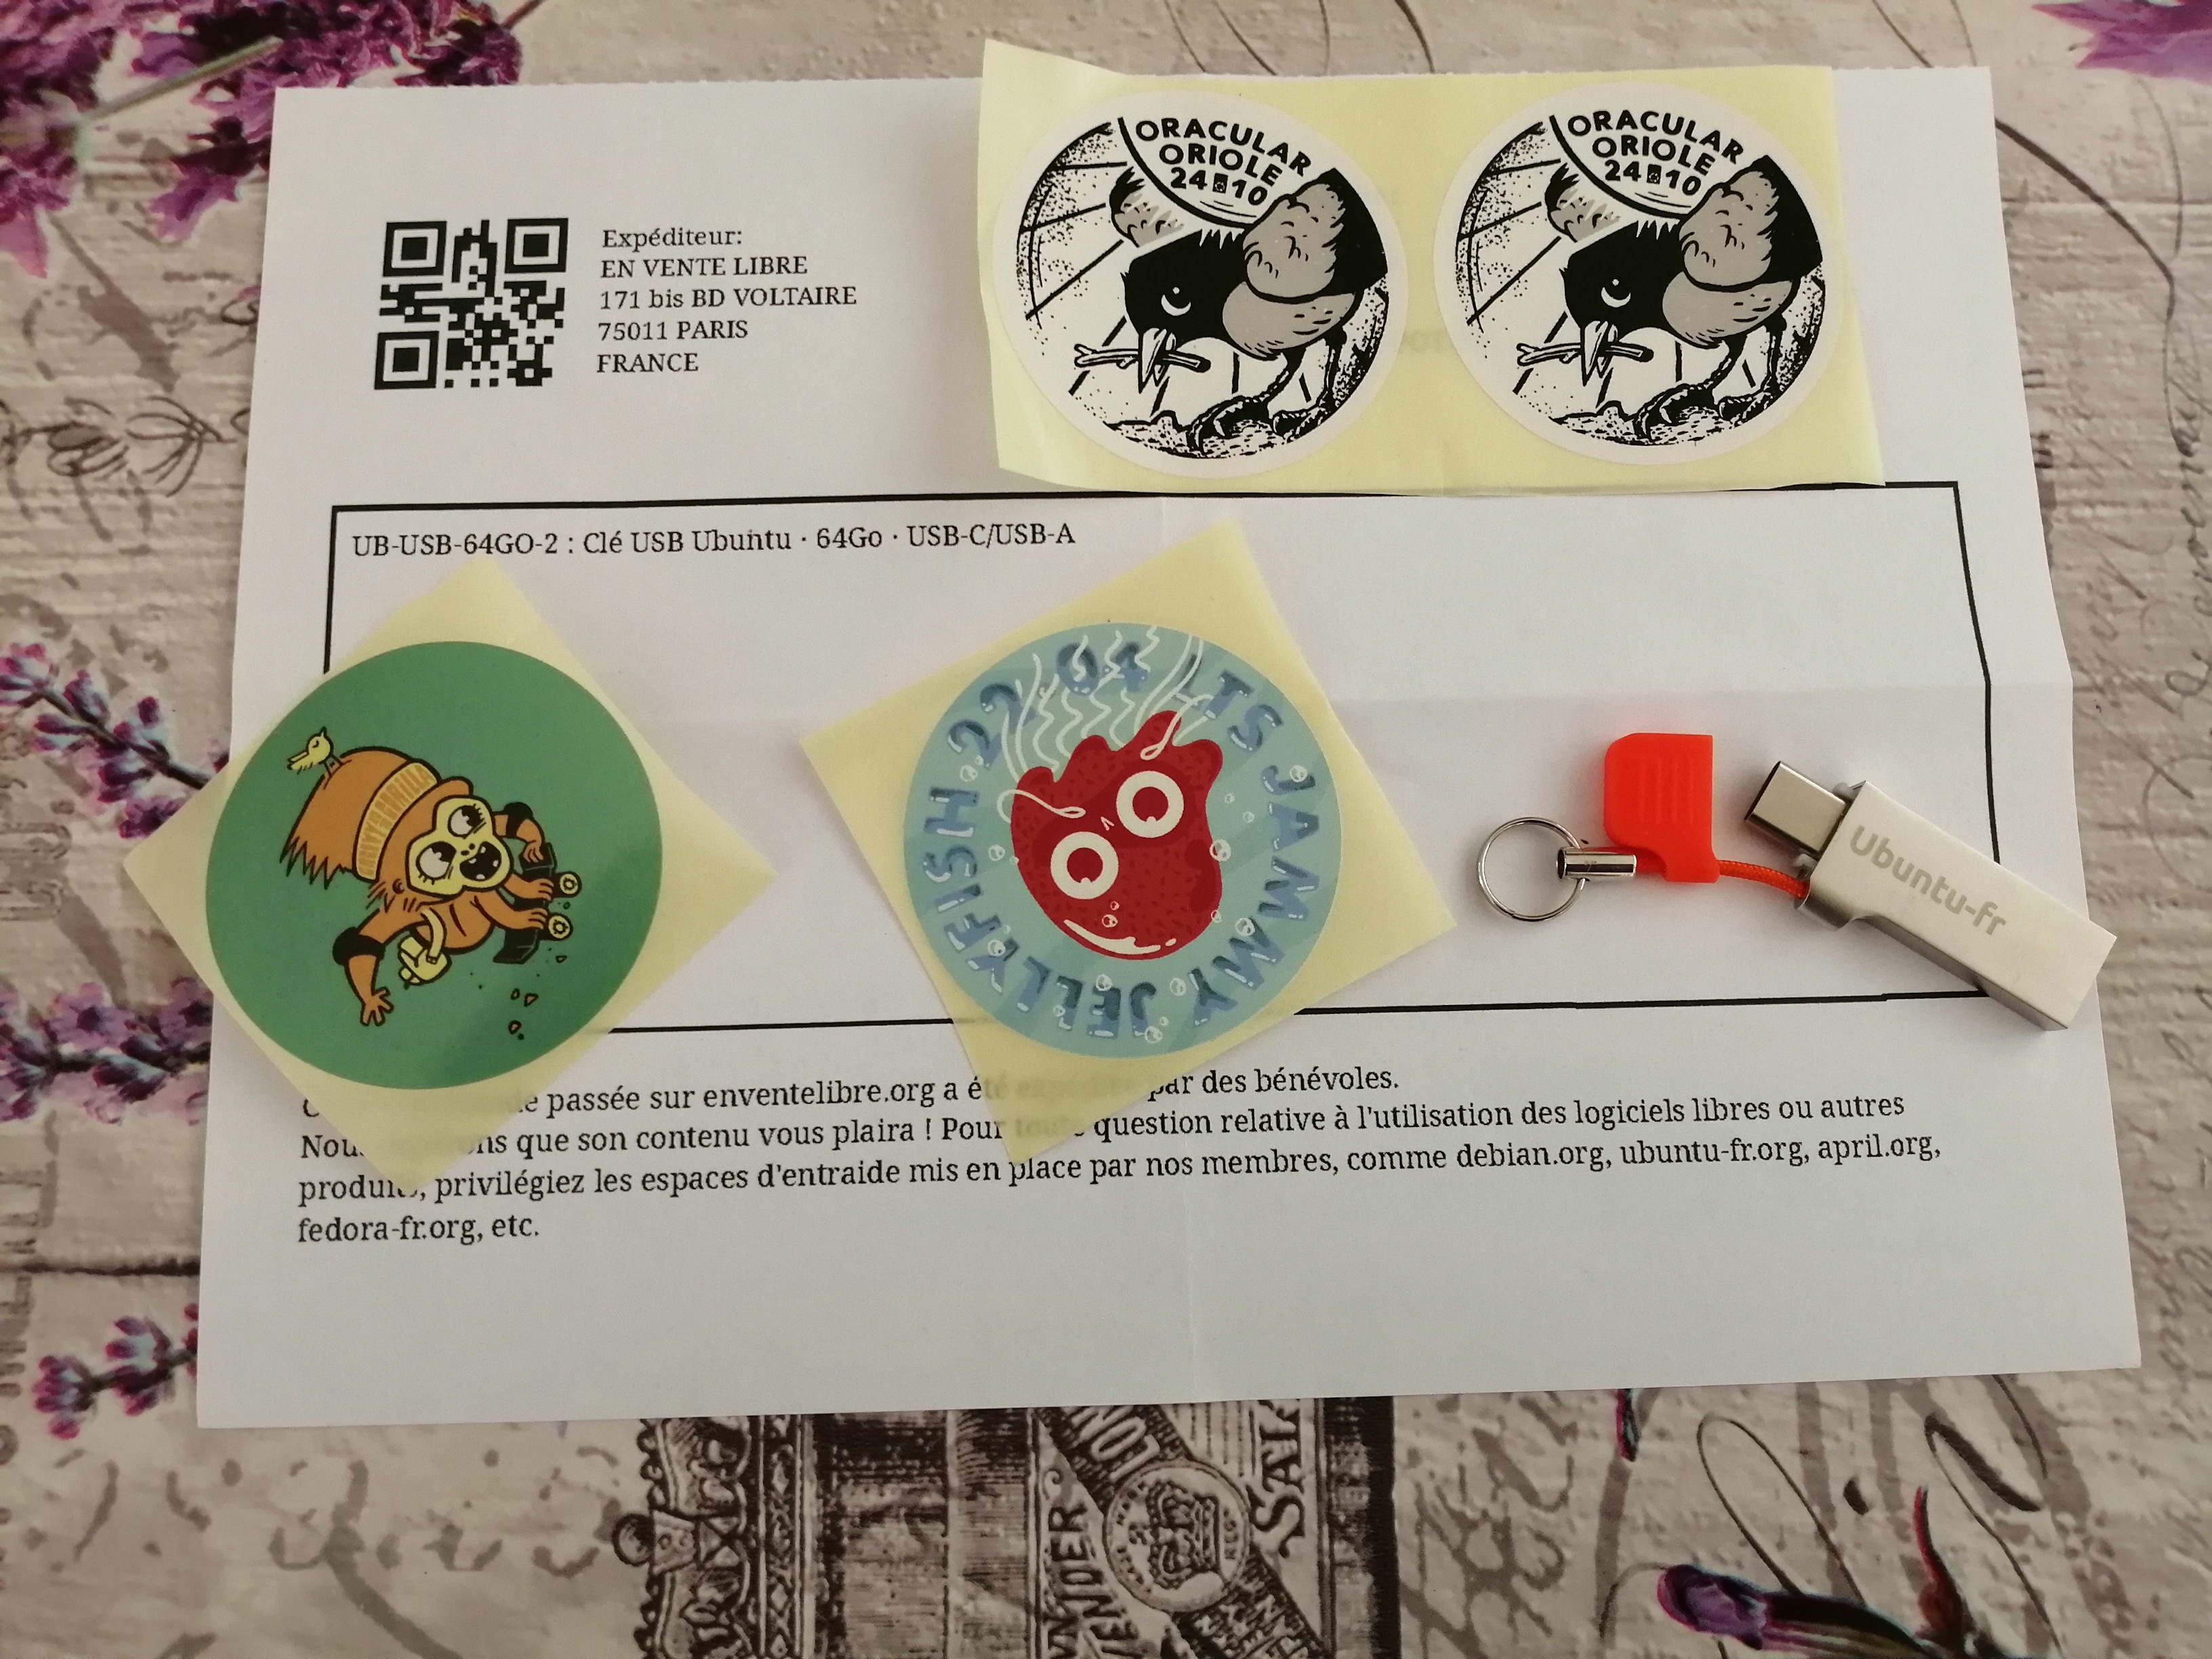 Expéditeur:
EN VENTE LIBRE
171 bis BD VOLTAIRE
75011 PARIS
FRANCE
ORACULAR
ORIOLE
24 10
ORACULAR
ORIOLE
24 10
UB-USB-64GO-2 : Clé USB Ubuntu · 64Go · USB-C/USB-A
22.04 LTS JAMMY JELLYFISH
Ubuntu-fr
passée sur enventelibre.org a été par des bénévoles.
que son contenu vous plaira ! Pour toute question relative à l'utilisation des logiciels libres ou autres
produits, privilégiez les espaces d'entraide mis en place par nos membres, comme debian.org, ubuntu-fr.org, april.org,
fedora-fr.org, etc.